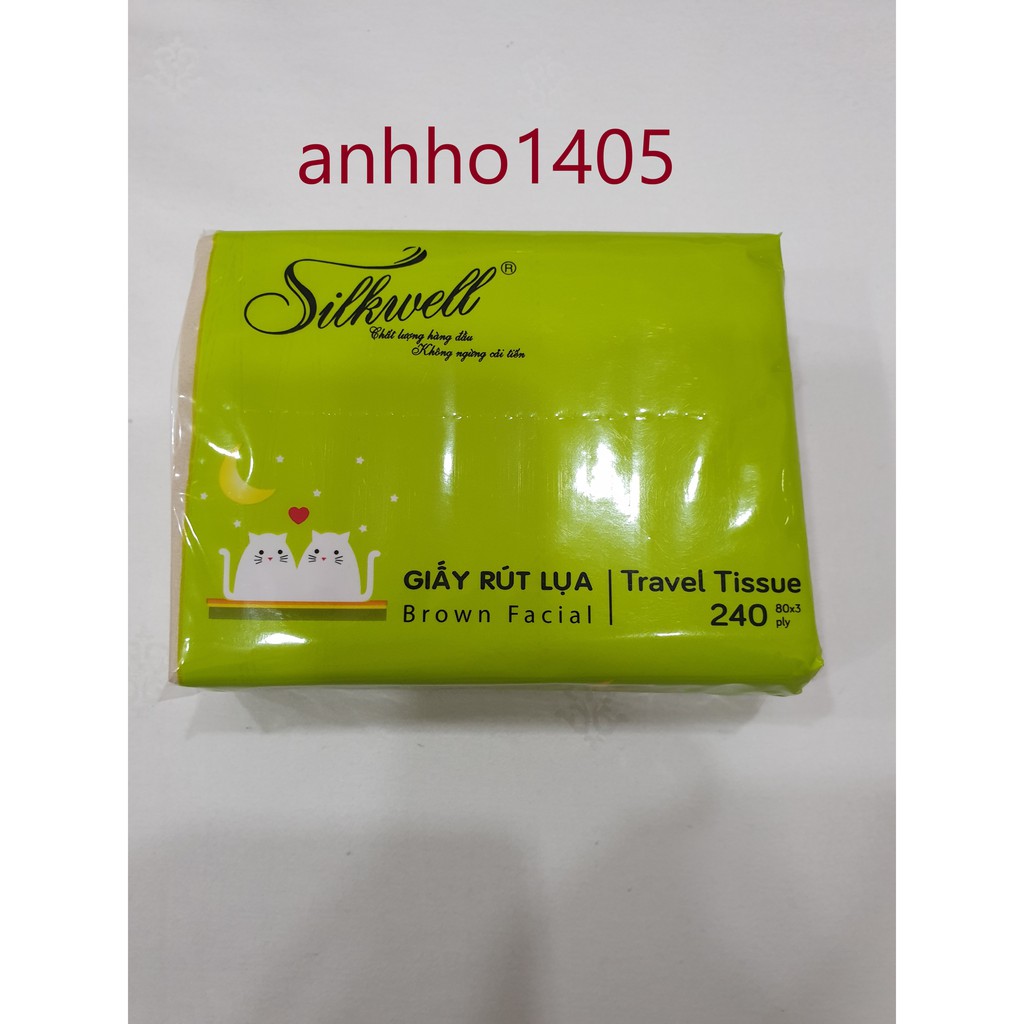 anhho1405
Silkwell ®
Chất lượng hàng đầu
Không ngừng cải tiến
GIẤY RÚT LỤA
Brown Facial
Travel Tissue
240 80x3
ply